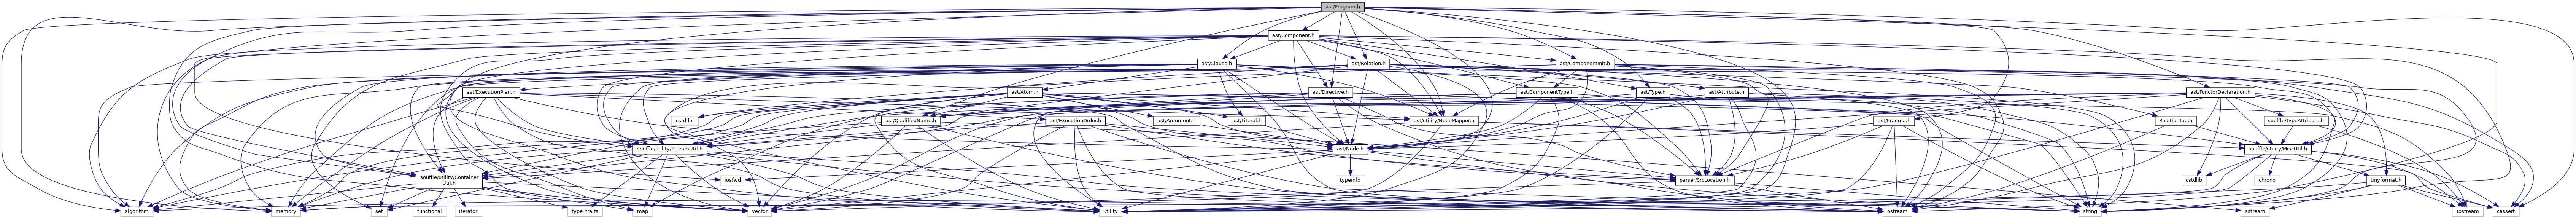 ast/Program.h
ast/Component.h
ast/Clause.h
ast/Relation.h
ast/ComponentInit.h
ast/ExecutionPlan.h
ast/Atom.h
ast/Directive.h
ast/ComponentType.h
ast/Type.h
ast/Attribute.h
ast/FunctorDeclaration.h
cstddef
ast/QualifiedName.h
ast/ExecutionOrder.h
ast/Argument.h
ast/Literal.h
ast/utility/NodeMapper.h
ast/Pragma.h
RelationTag.h
souffle/TypeAttribute.h
souffle/utility/StreamUtil.h
ast/Node.h
souffle/utility/MiscUtil.h
souffle/utility/Container
Util.h
iosfwd
typeinfo
parser/SrcLocation.h
cstdlib
chrono
tinyformat.h
algorithm
memory
set
functional
iterator
type_traits
map
vector
utility
ostream
string
sstream
iostream
cassert